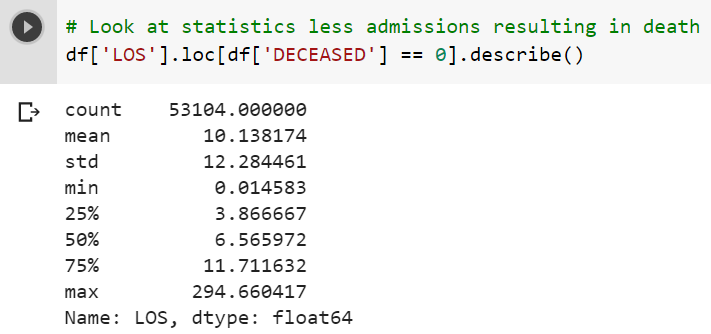 # Look at statistics less admissions resulting in death
df['LOS'].loc[df['DECEASED'] == 0].describe()
count    53104.000000
mean        10.138174
std         12.284461
min          0.014583
25%          3.866667
50%          6.565972
75%         11.711632
max        294.660417
Name: LOS, dtype: float64